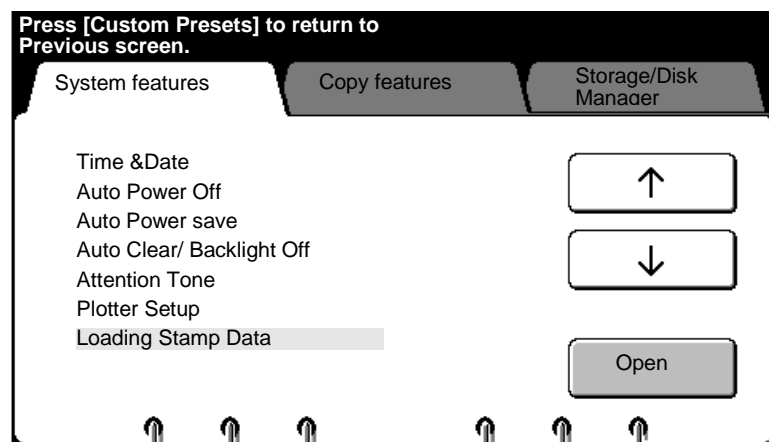 Press [Custom Presets] to return to
Previous screen.
System features
Copy features
Storage/Disk
Manager
Time &Date
Auto Power Off
Auto Power save
Auto Clear/ Backlight Off
Attention Tone
Plotter Setup
Loading Stamp Data
Open